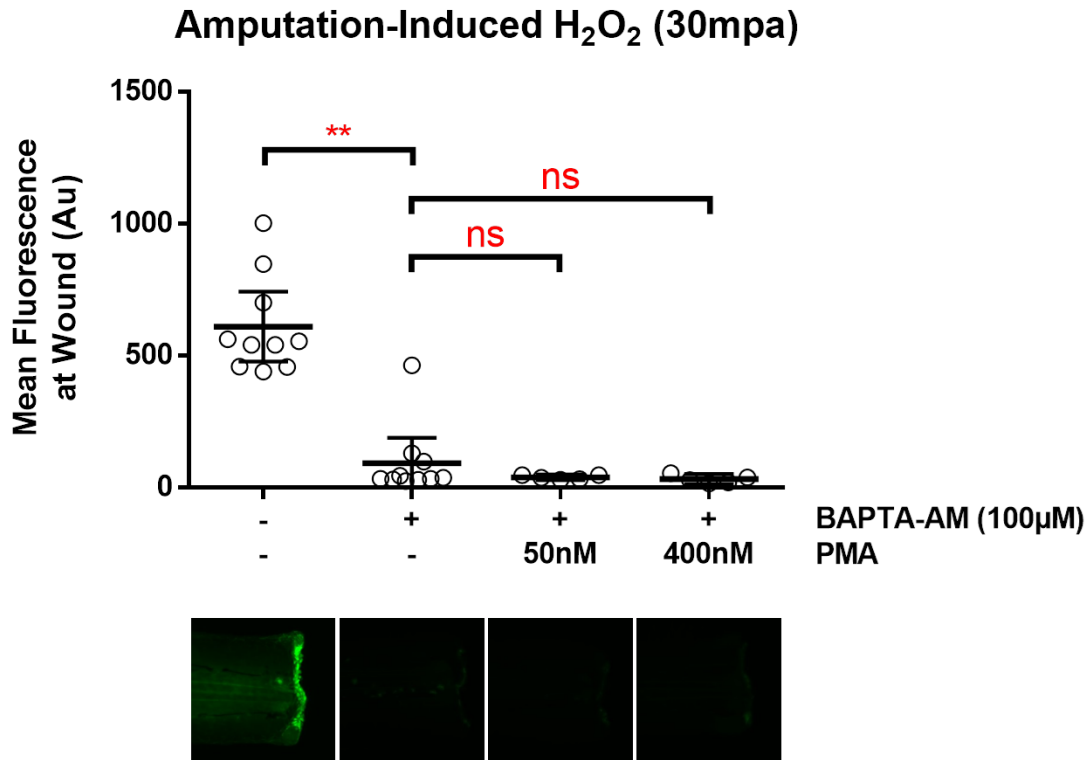 Amputation-Induced H₂O₂ (30mpa)
Mean Fluorescence
at Wound (Au)
1500
1000
500
0
**
ns
ns
- + + + BAPTA-AM (100µM)
- - 50nM 400nM PMA